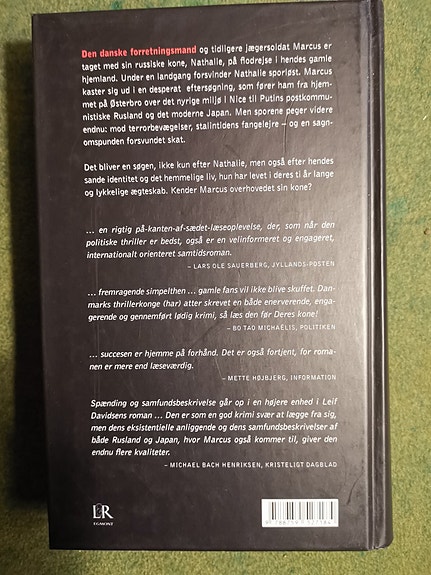 Den danske forretningsmand og tidligere jægersoldat Marcus er
taget med sin russiske kone, Nathalie, på flodrejse i hendes gamle
hjemland. Under en landgang forsvinder Nathalie sporløst. Marcus
kaster sig ud i en desperat eftersøgning, som fører ham fra hjem-
met på Østerbro over det nyrige miljø i Nice til Putins postkommu-
nistiske Rusland og det moderne Japan. Men sporene peger videre
endnu: mod terrorbevægelser, stalintidens fangelejre – og en sagn-
omspunden forsvundet skat.
Det bliver en søgen, ikke kun efter Nathalie, men også efter hendes
sande identitet og det hemmelige liv, hun har levet i deres ti år lange
og lykkelige ægteskab. Kender Marcus overhovedet sin kone?
... en rigtig på-kanten-af-sædet-læseoplevelse, der, som når den
politiske thriller er bedst, også er en velinformeret og engageret,
internationalt orienteret samtidsroman.
– LARS OLE SAUERBERG, JYLLANDS-POSTEN
... fremragende simpelthen ... gamle fans vil ikke blive skuffet. Dan-
marks thrillerkonge (har) atter skrevet en både enerverende, enga-
gerende og gennemført lødig krimi, så læs den før Deres kone!
– BO TAO MICHAËLIS, POLITIKEN
... succesen er hjemme på forhånd. Det er også fortjent, for roma-
nen er mere end læseværdig.
– METTE HØJBJERG, INFORMATION
Spænding og samfundsbeskrivelse går op i en højere enhed i Leif
Davidsens roman ... Den er som en god krimi svær at lægge fra sig,
men dens eksistentielle anliggende og dens samfundsbeskrivelser af
både Rusland og Japan, hvor Marcus også kommer til, giver den
endnu flere kvaliteter.
– MICHAEL BACH HENRIKSEN, KRISTELIGT DAGBLAD
L&R
EGMONT